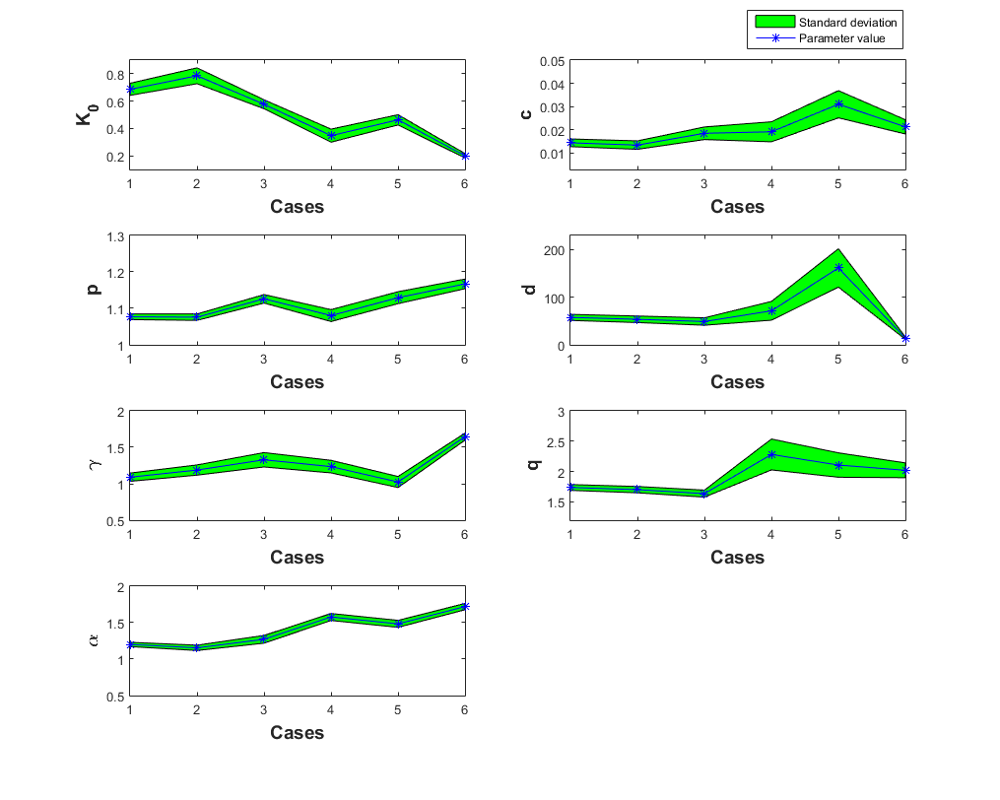 Standard deviation
Parameter value
K0
0.8
0.6
0.4
0.2
1 2 3 4 5 6
Cases
c
0.05
0.04
0.03
0.02
0.01
1 2 3 4 5 6
Cases
p
1.3
1.2
1.1
1
1 2 3 4 5 6
Cases
d
200
100
0
1 2 3 4 5 6
Cases
γ
2
1.5
1
0.5
1 2 3 4 5 6
Cases
q
3
2.5
2
1.5
1 2 3 4 5 6
Cases
α
2
1.5
1
0.5
1 2 3 4 5 6
Cases